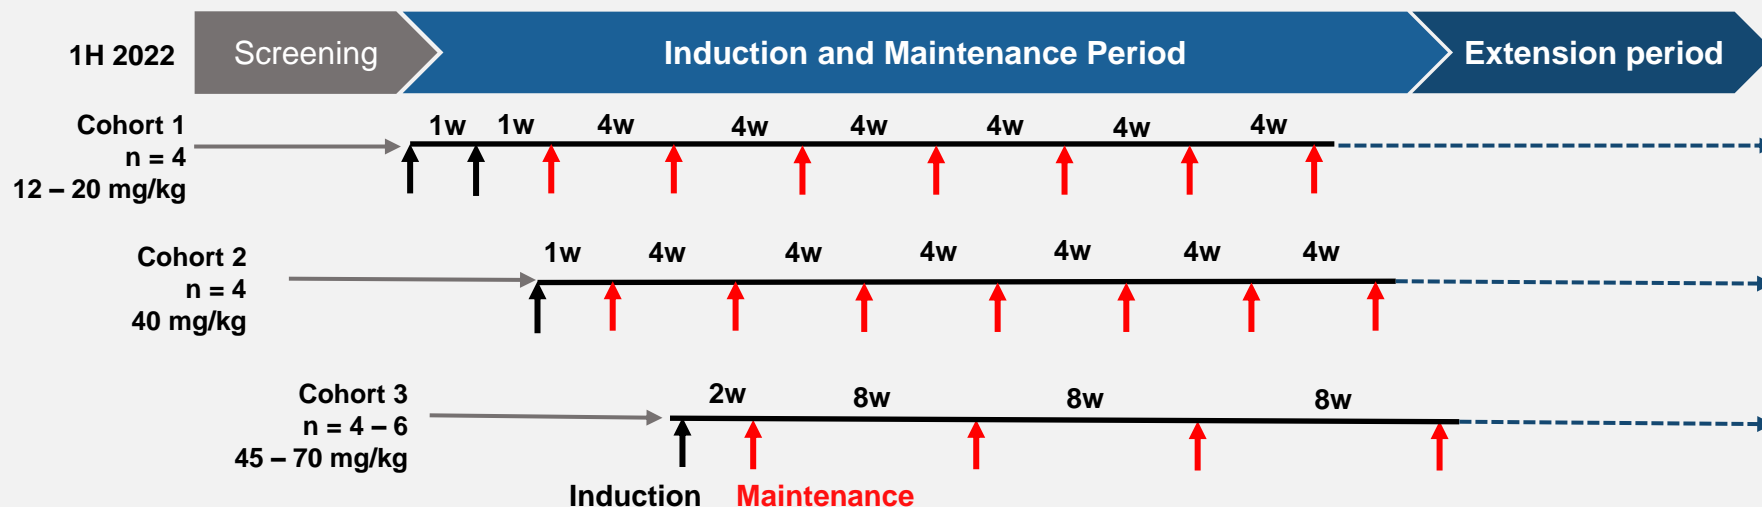 1H 2022
Screening
Induction and Maintenance Period
Extension period
Cohort 1
n = 4
12 – 20 mg/kg
1w 1w 4w 4w 4w 4w 4w 4w
Cohort 2
n = 4
40 mg/kg
1w 4w 4w 4w 4w 4w 4w
Cohort 3
n = 4 – 6
45 – 70 mg/kg
2w 8w 8w 8w
Induction Maintenance